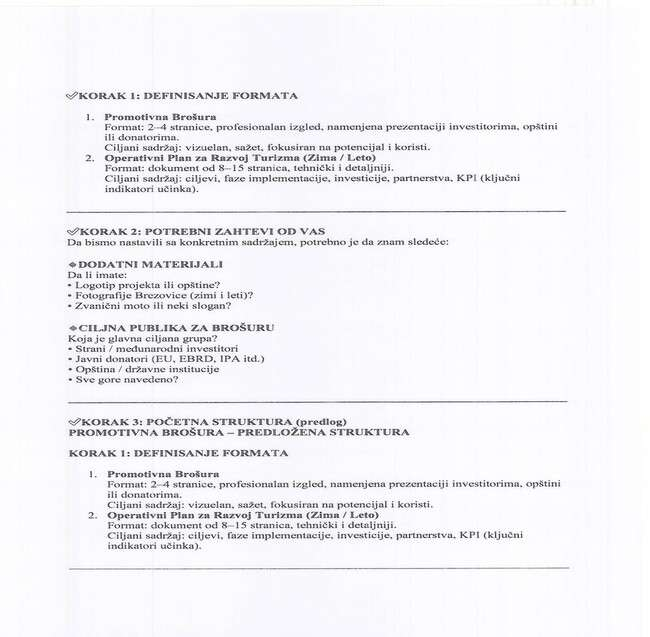 ✓KORAK 1: DEFINISANJE FORMATA
1. Promotivna Brošura
Format: 2–4 stranice, profesionalan izgled, namenjena prezentaciji investitorima, opštini
ili donatorima.
Ciljani sadržaj: vizuelan, sažet, fokusiran na potencijal i koristi.
2. Operativni Plan za Razvoj Turizma (Zima / Leto)
Format: dokument od 8–15 stranica, tehnički i detaljniji.
Ciljani sadržaj: ciljevi, faze implementacije, investicije, partnerstva, KPI (ključni
indikatori učinka).
✓KORAK 2: POTREBNI ZAHTEVI OD VAS
Da bismo nastavili sa konkretnim sadržajem, potrebno je da znam sledeće:
◆DODATNI MATERIJALI
Da li imate:
• Logotip projekta ili opštine?
• Fotografije Brezovice (zimi i leti)?
• Zvanični moto ili neki slogan?
◆CILJNA PUBLIKA ZA BROŠURU
Koja je glavna ciljana grupa?
• Strani / međunarodni investitori
• Javni donatori (EU, EBRD, IPA itd.)
• Opština / državne institucije
• Sve gore navedeno?
✓KORAK 3: POČETNA STRUKTURA (predlog)
PROMOTIVNA BROŠURA – PREDLOŽENA STRUKTURA
KORAK 1: DEFINISANJE FORMATA
1. Promotivna Brošura
Format: 2–4 stranice, profesionalan izgled, namenjena prezentaciji investitorima, opštini
ili donatorima.
Ciljani sadržaj: vizuelan, sažet, fokusiran na potencijal i koristi.
2. Operativni Plan za Razvoj Turizma (Zima / Leto)
Format: dokument od 8–15 stranica, tehnički i detaljniji.
Ciljani sadržaj: ciljevi, faze implementacije, investicije, partnerstva, KPI (ključni
indikatori učinka).